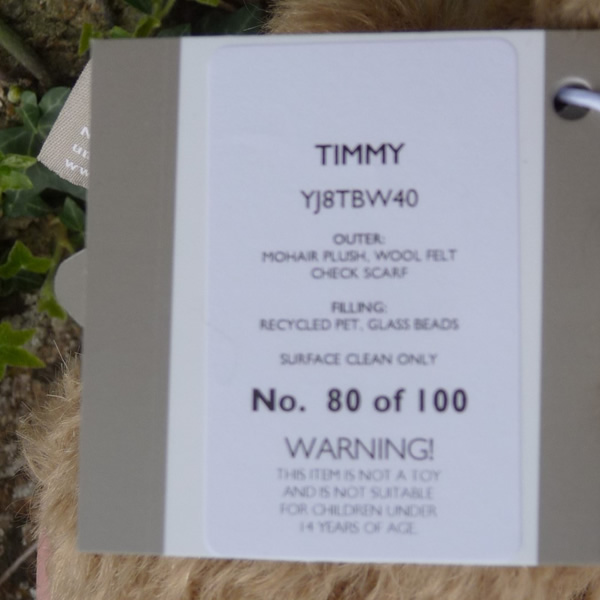 TIMMY
YJ8TBW40
OUTER:
MOHAIR PLUSH, WOOL FELT
CHECK SCARF
FILLING:
RECYCLED PET, GLASS BEADS
SURFACE CLEAN ONLY
No. 80 of 100
WARNING!
THIS ITEM IS NOT A TOY
AND IS NOT SUITABLE
FOR CHILDREN UNDER
14 YEARS OF AGE.